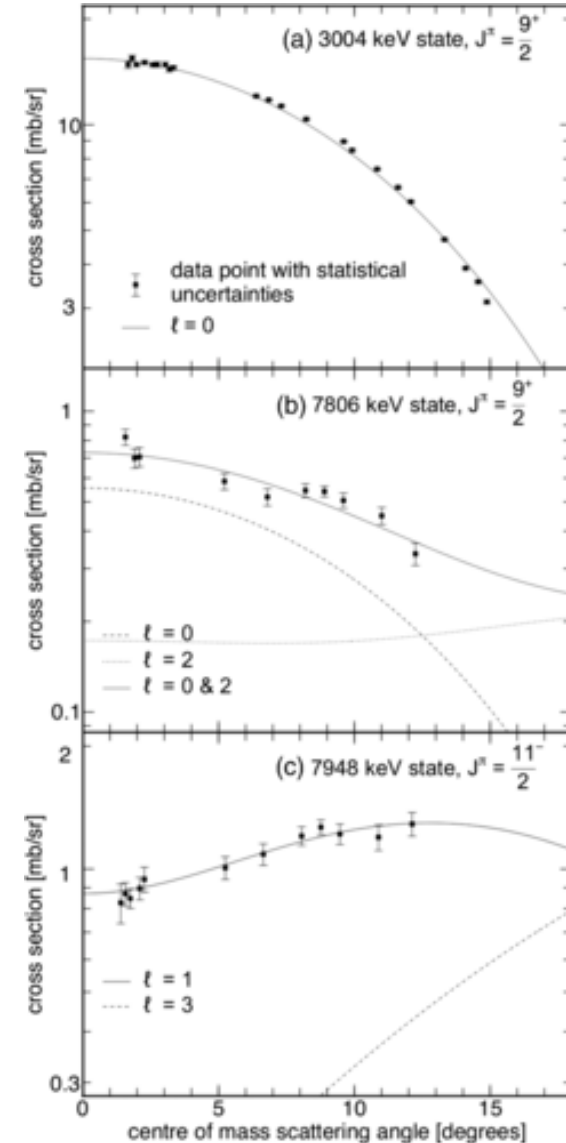 (a) 3004 keV state, J^π = 9⁺/2
cross section [mb/sr]
10
3
data point with statistical
uncertainties
ℓ = 0
(b) 7806 keV state, J^π = 9⁺/2
cross section [mb/sr]
1
0.1
ℓ = 0
ℓ = 2
ℓ = 0 & 2
(c) 7948 keV state, J^π = 11⁻/2
cross section [mb/sr]
2
1
0.3
ℓ = 1
ℓ = 3
0 5 10 15
centre of mass scattering angle [degrees]